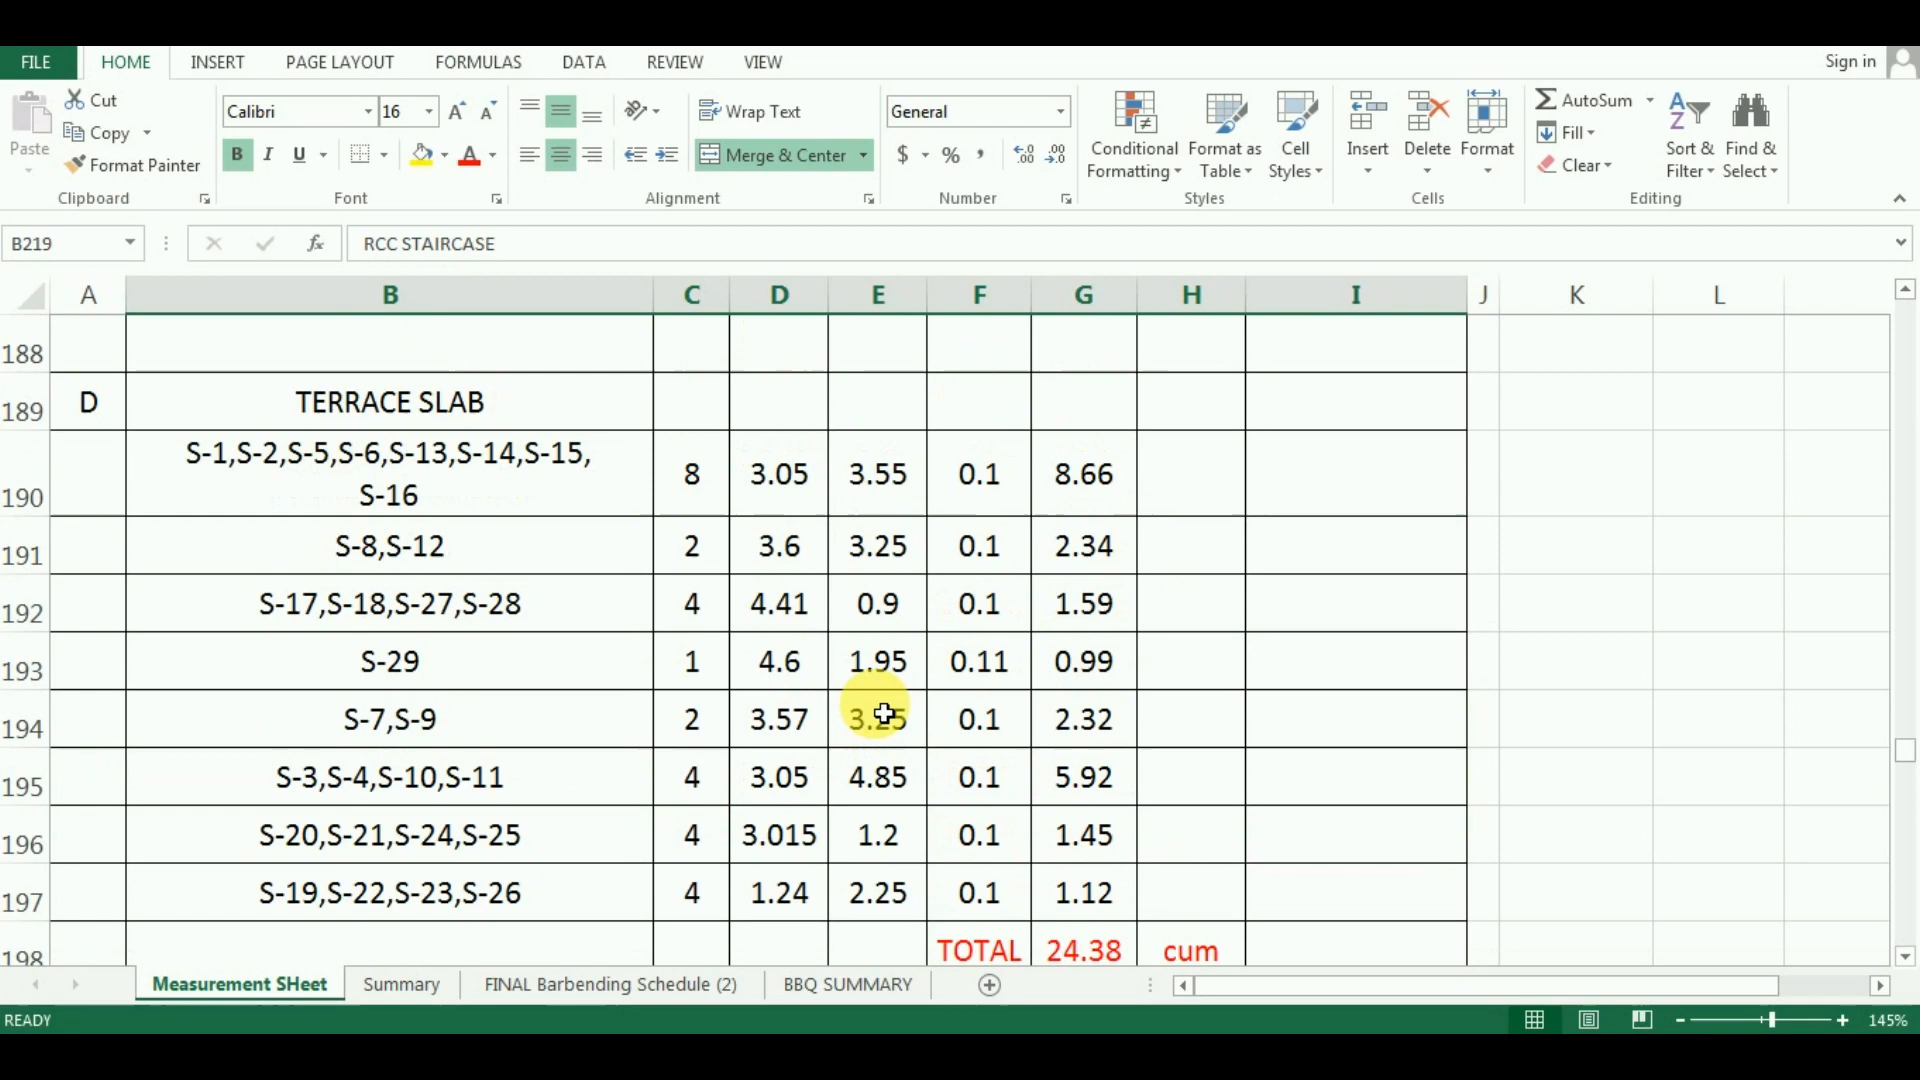 FILE HOME INSERT PAGE LAYOUT FORMULAS DATA REVIEW VIEW Sign in
Cut
Copy
Format Painter
Paste
Clipboard
Calibri 16
B I U
Font
Wrap Text
Merge & Center
Alignment
General
$ % ,
Number
Conditional Formatting
Format as Table
Cell Styles
Styles
Insert Delete Format
Cells
AutoSum
Fill
Clear
Sort & Filter
Find & Select
Editing
B219 fx RCC STAIRCASE
A B C D E F G H I J K L
188
189 D TERRACE SLAB
S-1,S-2,S-5,S-6,S-13,S-14,S-15,
190 S-16 8 3.05 3.55 0.1 8.66
191 S-8,S-12 2 3.6 3.25 0.1 2.34
192 S-17,S-18,S-27,S-28 4 4.41 0.9 0.1 1.59
193 S-29 1 4.6 1.95 0.11 0.99
194 S-7,S-9 2 3.57 3.25 0.1 2.32
195 S-3,S-4,S-10,S-11 4 3.05 4.85 0.1 5.92
196 S-20,S-21,S-24,S-25 4 3.015 1.2 0.1 1.45
197 S-19,S-22,S-23,S-26 4 1.24 2.25 0.1 1.12
198 TOTAL 24.38 cum
Measurement SHeet Summary FINAL Barbending Schedule (2) BBQ SUMMARY
READY 145%